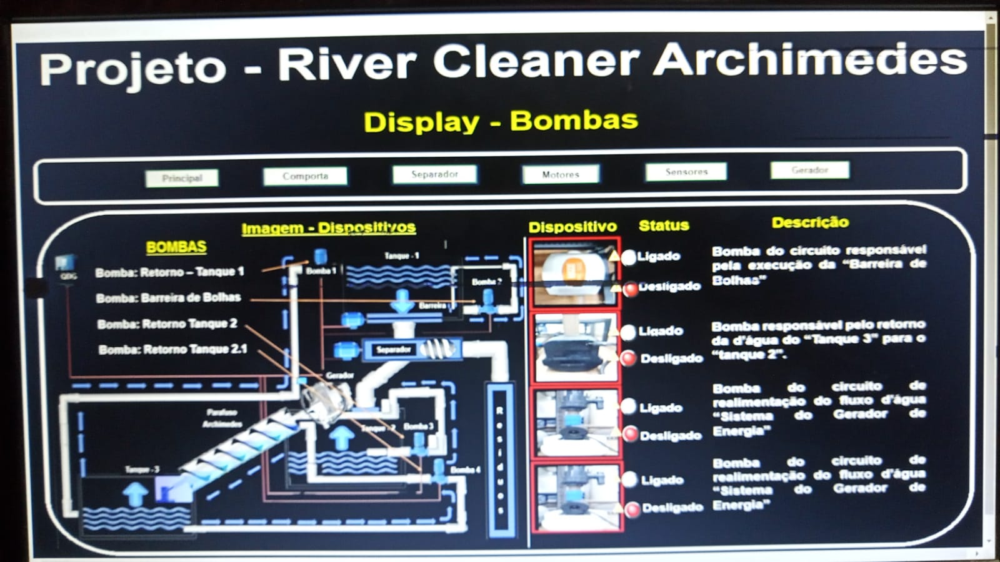 Projeto - River Cleaner Archimedes
Display - Bombas
Principal
Comporta
Separador
Motores
Sensores
Gerador
Imagem - Dispositivos
BOMBAS
QDG
Bomba: Retorno – Tanque 1
Bomba: Barreira de Bolhas
Bomba: Retorno Tanque 2
Bomba: Retorno Tanque 2.1
Bomba 1
Tanque - 1
Bomba 2
Barreira
Separador
Gerador
Parafuso
Archimedes
Tanque - 2
Bomba 3
Bomba 4
Tanque - 3
Resíduos
Dispositivo
Status
Descrição
Ligado
Desligado
Bomba do circuito responsável
pela execução da “Barreira de
Bolhas”
Ligado
Desligado
Bomba responsável pelo retorno
da d'água do “Tanque 3” para o
“tanque 2”.
Ligado
Desligado
Bomba do circuito de
realimentação do fluxo d'água
“Sistema do Gerador de
Energia”
Ligado
Desligado
Bomba do circuito de
realimentação do fluxo d'água
“Sistema do Gerador de
Energia”